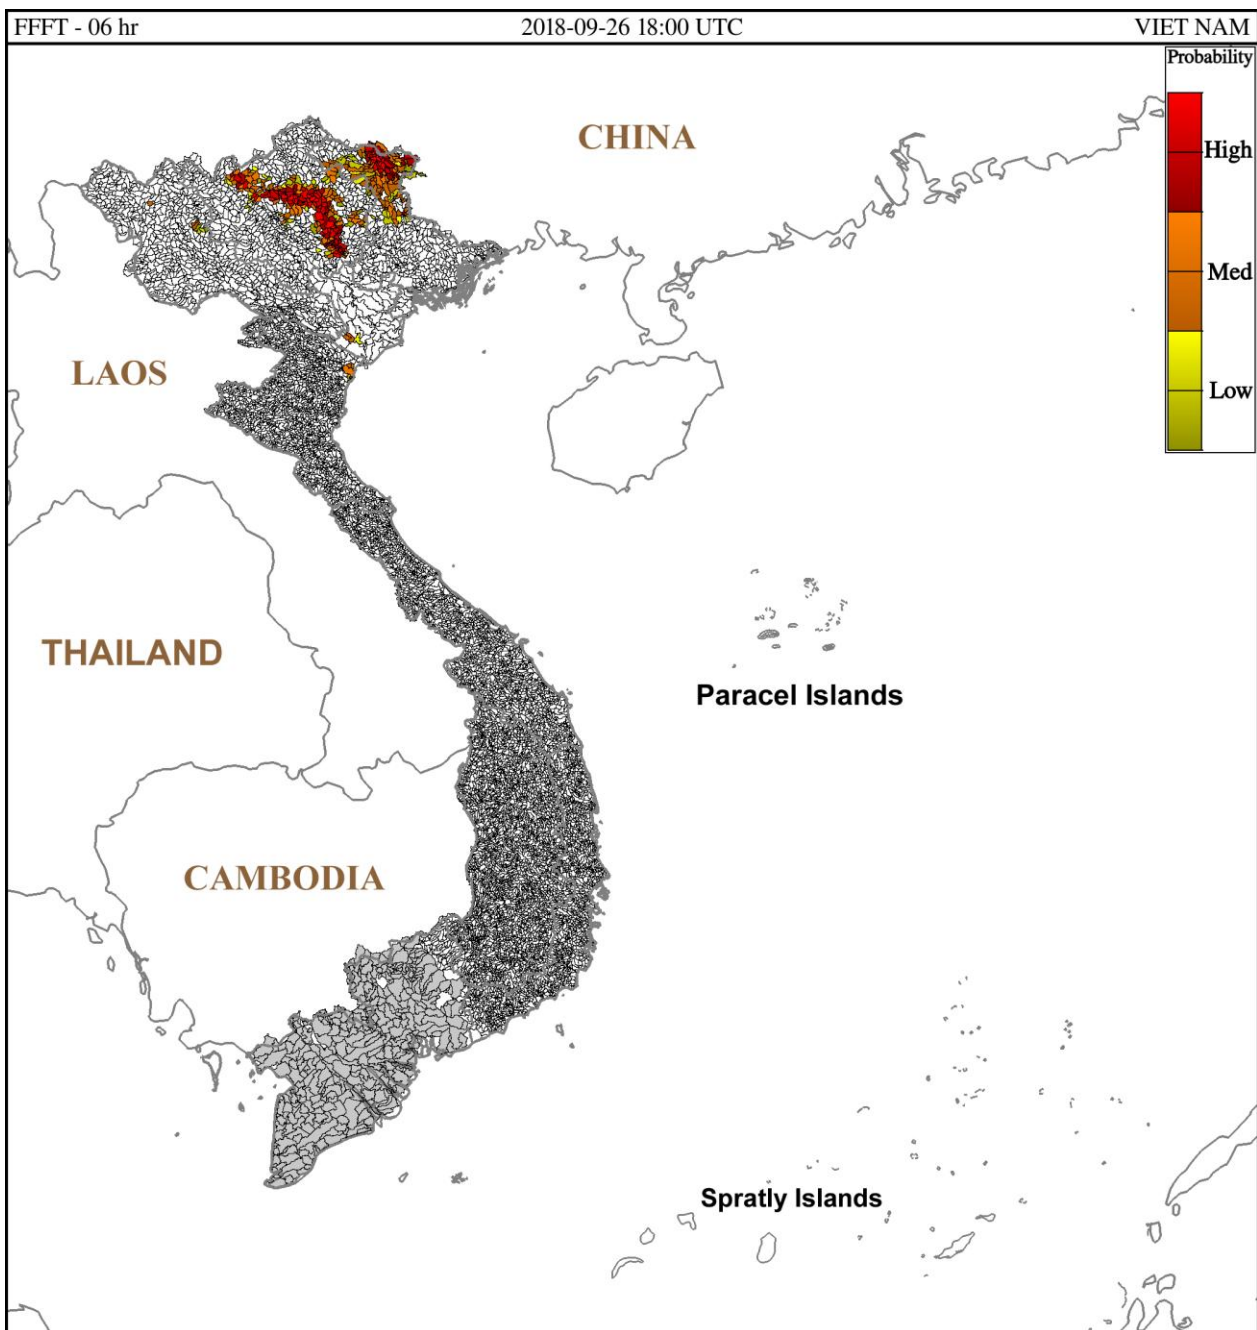 FFFT - 06 hr 2018-09-26 18:00 UTC VIET NAM
Probability
CHINA
High
Med
LAOS
Low
THAILAND
Paracel Islands
CAMBODIA
Spratly Islands